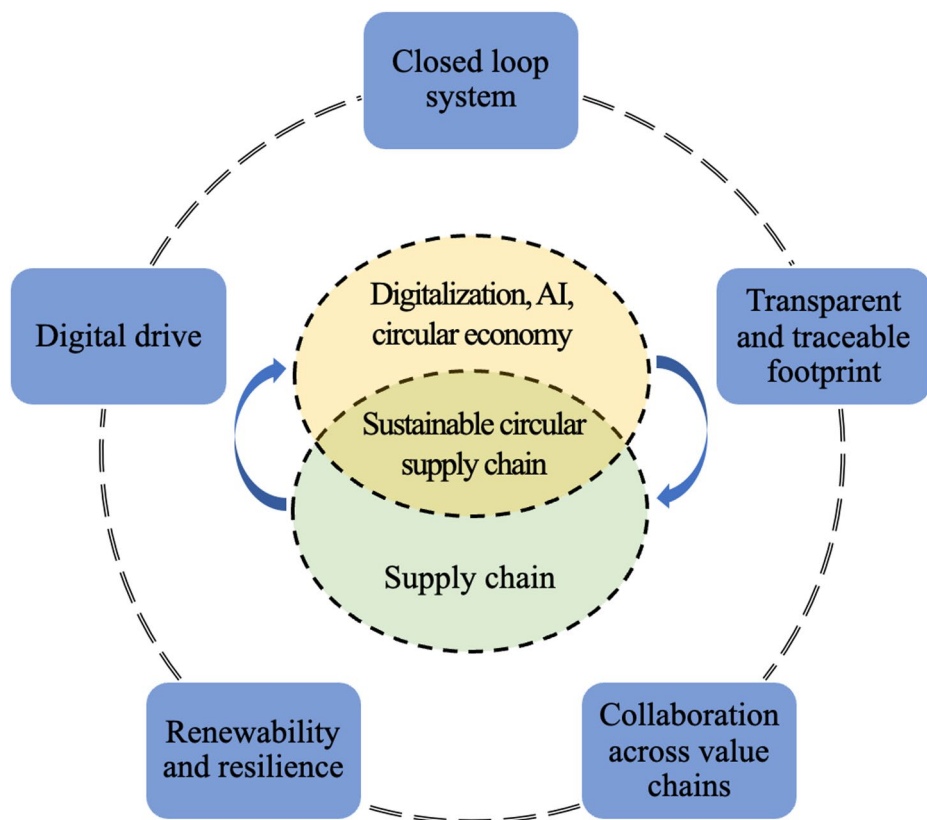 Closed loop
system
Digital drive
Digitalization, AI,
circular economy
Transparent
and traceable
footprint
Sustainable circular
supply chain
Supply chain
Renewability
and resilience
Collaboration
across value
chains